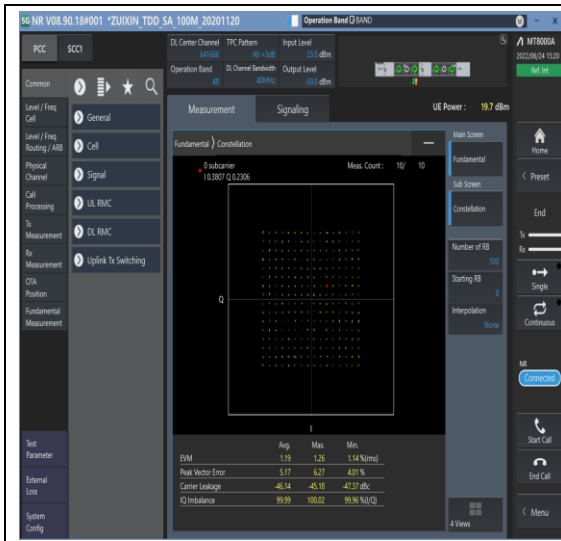 5G NR V08.90.18#001 *ZUIXIN_TDD_SA_100M_20201120
Operation Band BAND
PCC SCC1
DL Center Channel TPC Pattern Input Level
641666 All +3dB 23.0 dBm
Operation Band DL Channel Bandwidth Output Level
48 40MHz -50.0 dBm
MT8000A
2022/06/24 15:20
Ref. Int
Common
Level / Freq
Cell
Level / Freq
Routing / ARB
Physical
Channel
Call
Processing
Tx
Measurement
Rx
Measurement
OTA
Position
Fundamental
Measurement
Test
Parameter
External
Loss
System
Config
General
Cell
Signal
UL RMC
DL RMC
Uplink Tx Switching
Measurement Signaling UE Power : 19.7 dBm
Fundamental Constellation
0 subcarrier Meas. Count : 10/ 10
I 0.3807 Q 0.2306
Q
I
Avg. Max. Min.
EVM 1.19 1.26 1.14 %(rms)
Peak Vector Error 5.17 6.27 4.01 %
Carrier Leakage -46.14 -45.18 -47.37 dBc
IQ Imbalance 99.99 100.02 99.96 %(I/Q)
Main Screen
Fundamental
Sub Screen
Constellation
Number of RB
100
Starting RB
0
Interpolation
None
4 Views
Home
Preset
End
Tx
Rx
Single
Continuous
NR
Connected
Start Call
End Call
Menu